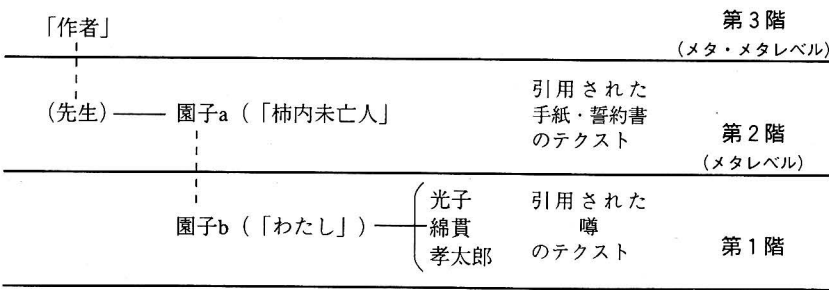 「作者」
第3階
(メタ・メタレベル)
(先生)
園子a(「柿内未亡人」
引用された
手紙・誓約書
のテクスト
第2階
(メタレベル)
園子b(「わたし」)
光子
綿貫
孝太郎
引用された
噂
のテクスト
第1階